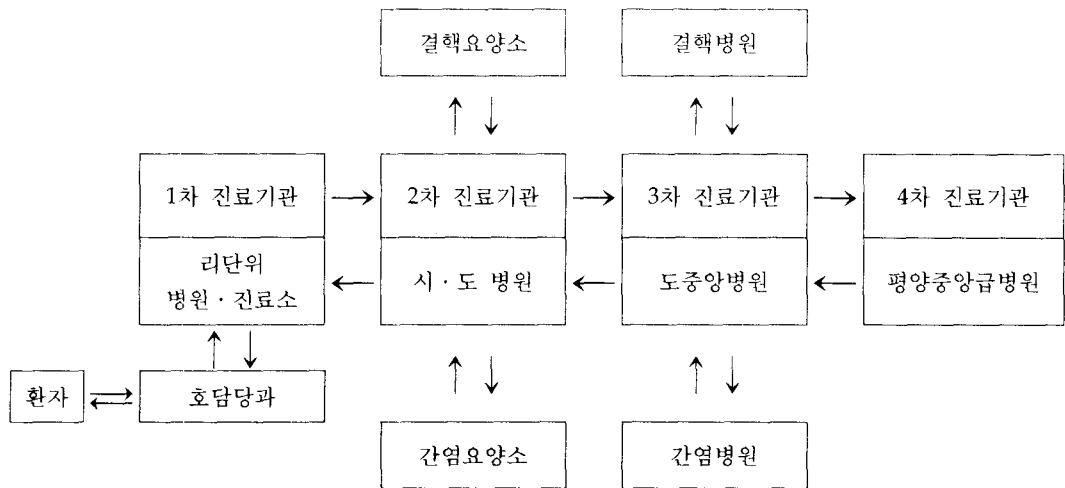 결핵요양소
결핵병원
1차 진료기관
2차 진료기관
3차 진료기관
4차 진료기관
리단위
병원·진료소
시·도 병원
도중앙병원
평양중앙급병원
환자
호담당과
간염요양소
간염병원